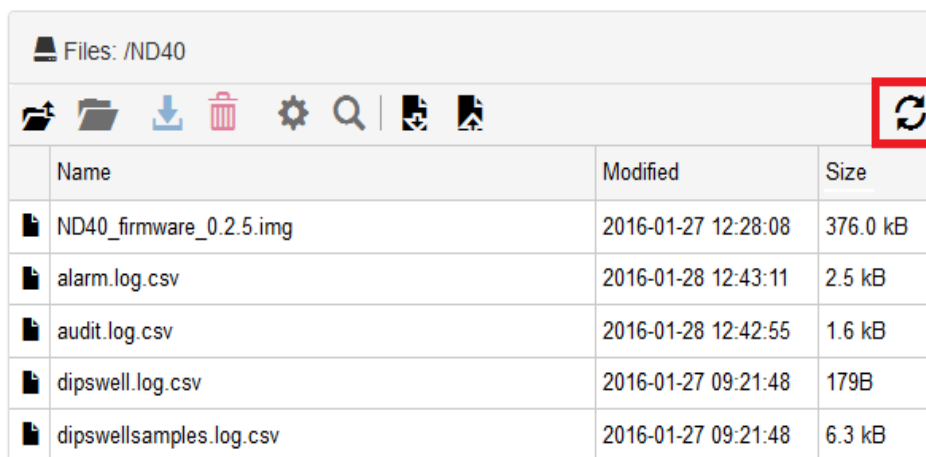 Files: /ND40
Name Modified Size
ND40_firmware_0.2.5.img 2016-01-27 12:28:08 376.0 kB
alarm.log.csv 2016-01-28 12:43:11 2.5 kB
audit.log.csv 2016-01-28 12:42:55 1.6 kB
dipswell.log.csv 2016-01-27 09:21:48 179B
dipswellsamples.log.csv 2016-01-27 09:21:48 6.3 kB